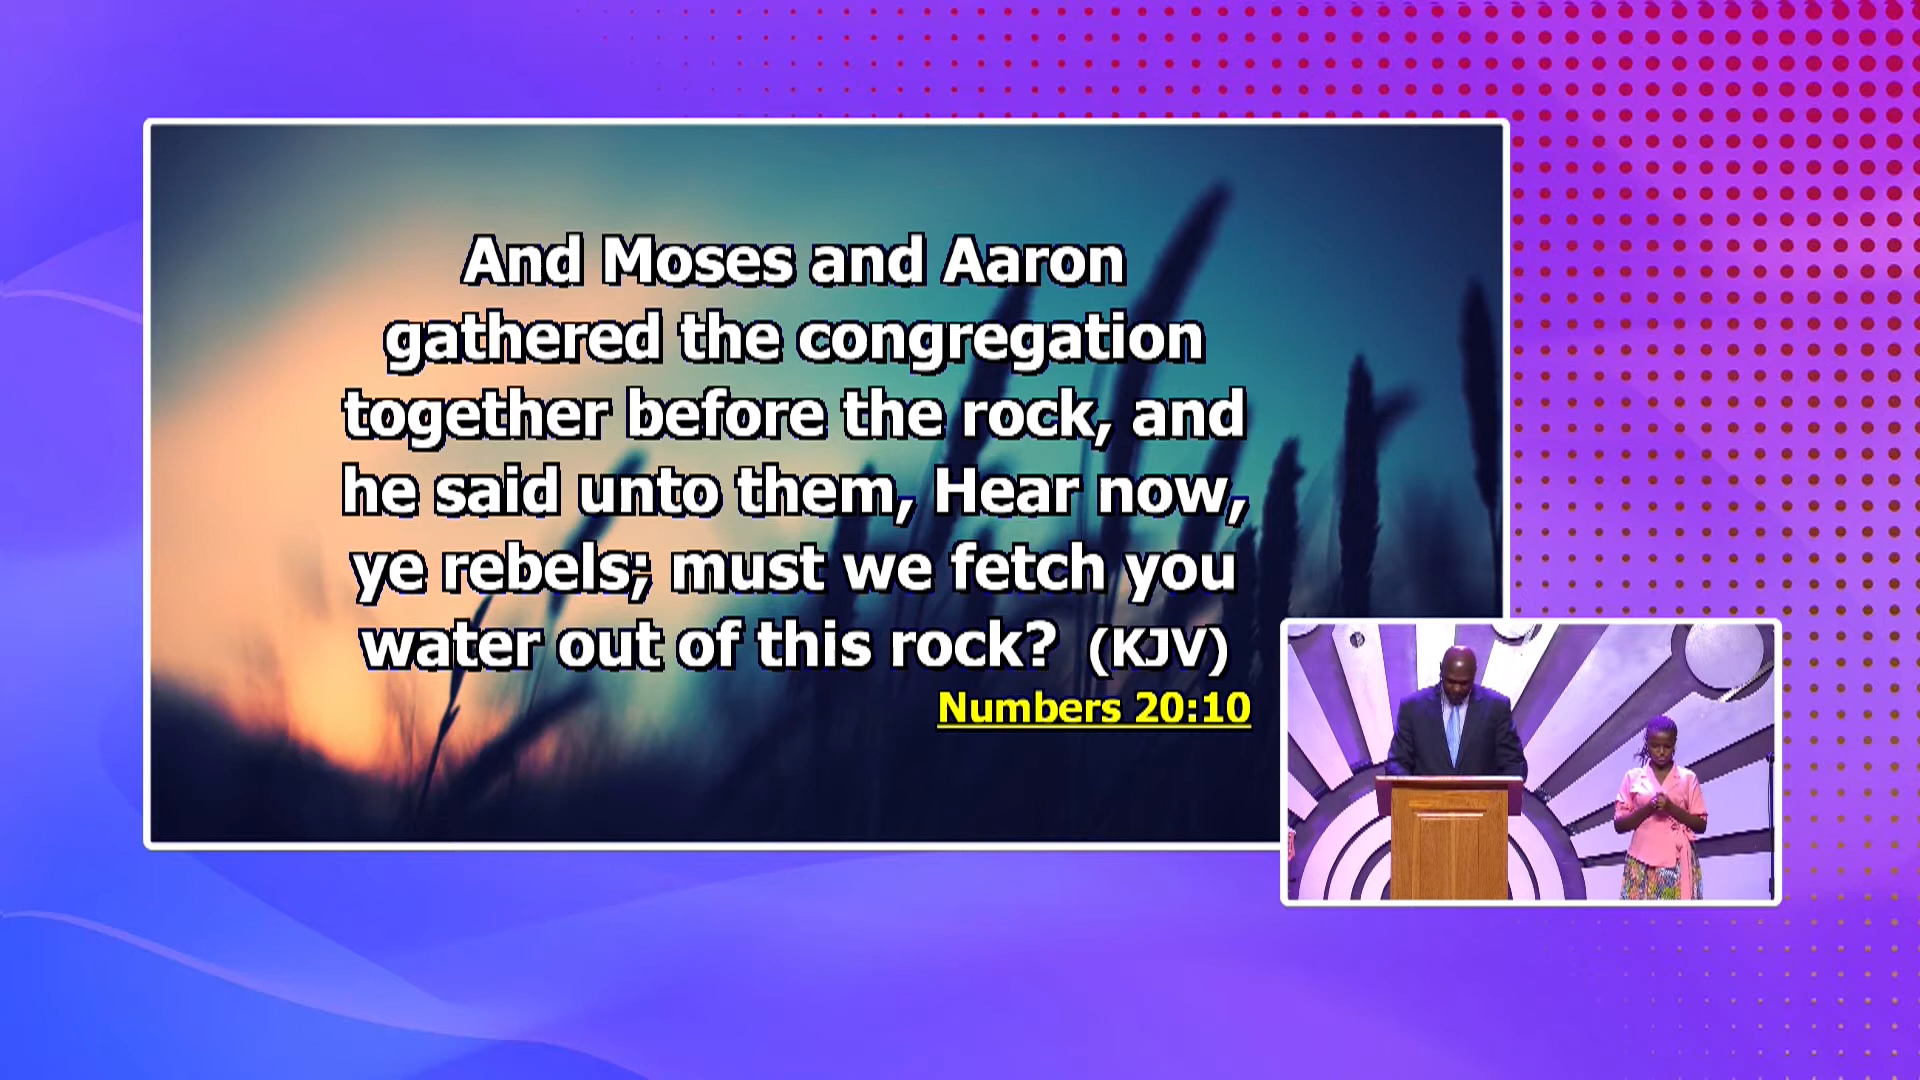 And Moses and Aaron
gathered the congregation
together before the rock, and
he said unto them, Hear now,
ye rebels; must we fetch you
water out of this rock? (KJV)
Numbers 20:10